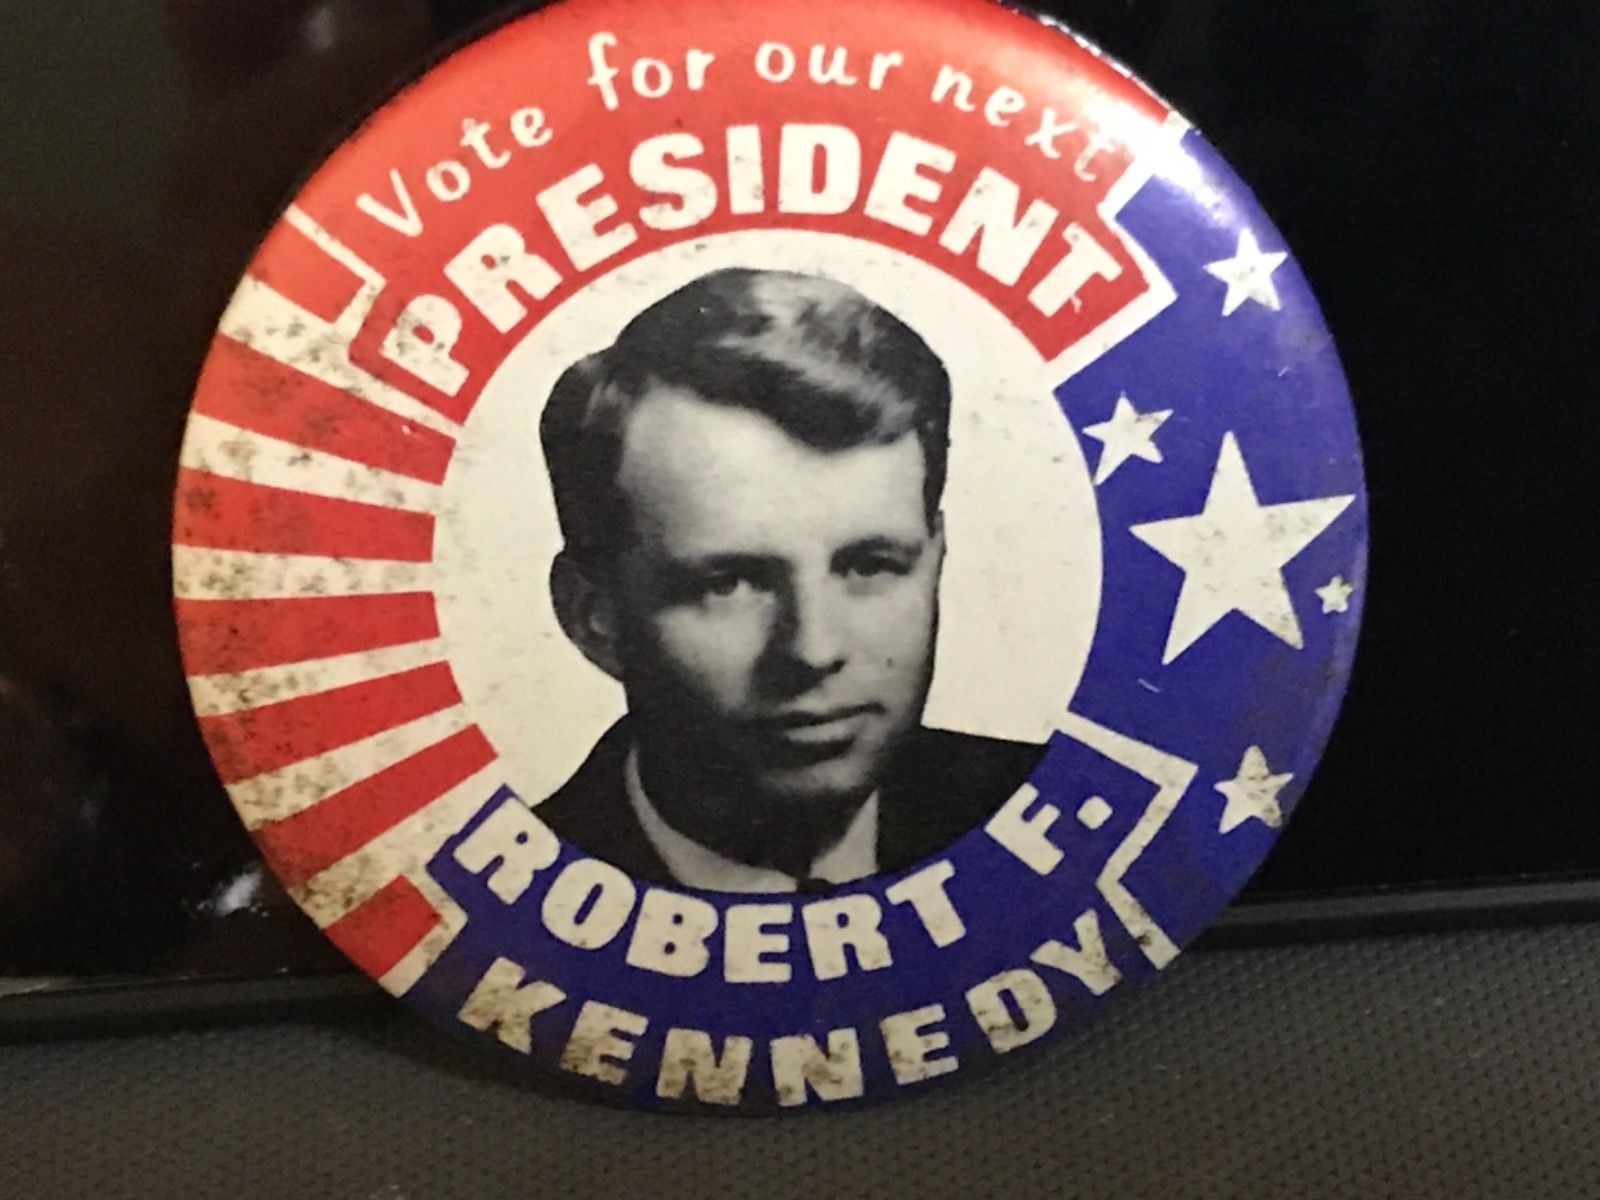 Vote for our next
PRESIDENT
ROBERT F.
KENNEDY